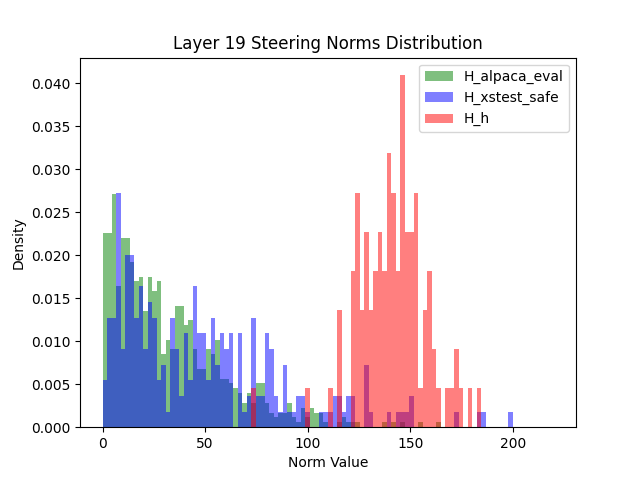 Layer 19 Steering Norms Distribution
H_alpaca_eval
H_xstest_safe
H_h
Density
0.040
0.035
0.030
0.025
0.020
0.015
0.010
0.005
0.000
0
50
100
150
200
Norm Value